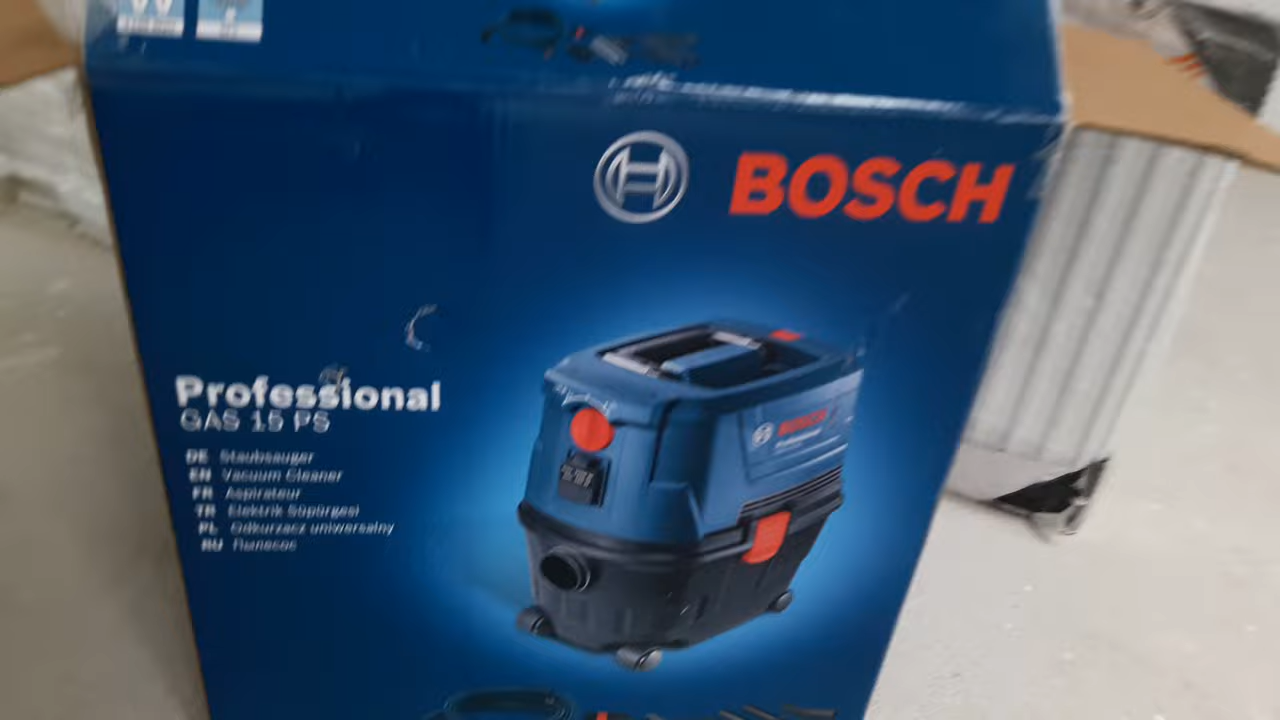 BOSCH
Professional
GAS 15 PS
DE Staubsauger
EN Vacuum Cleaner
FR Aspirateur
TR Elektrik Süpürgesi
PL Odkurzacz uniwersalny
RU Пылесос
BOSCH